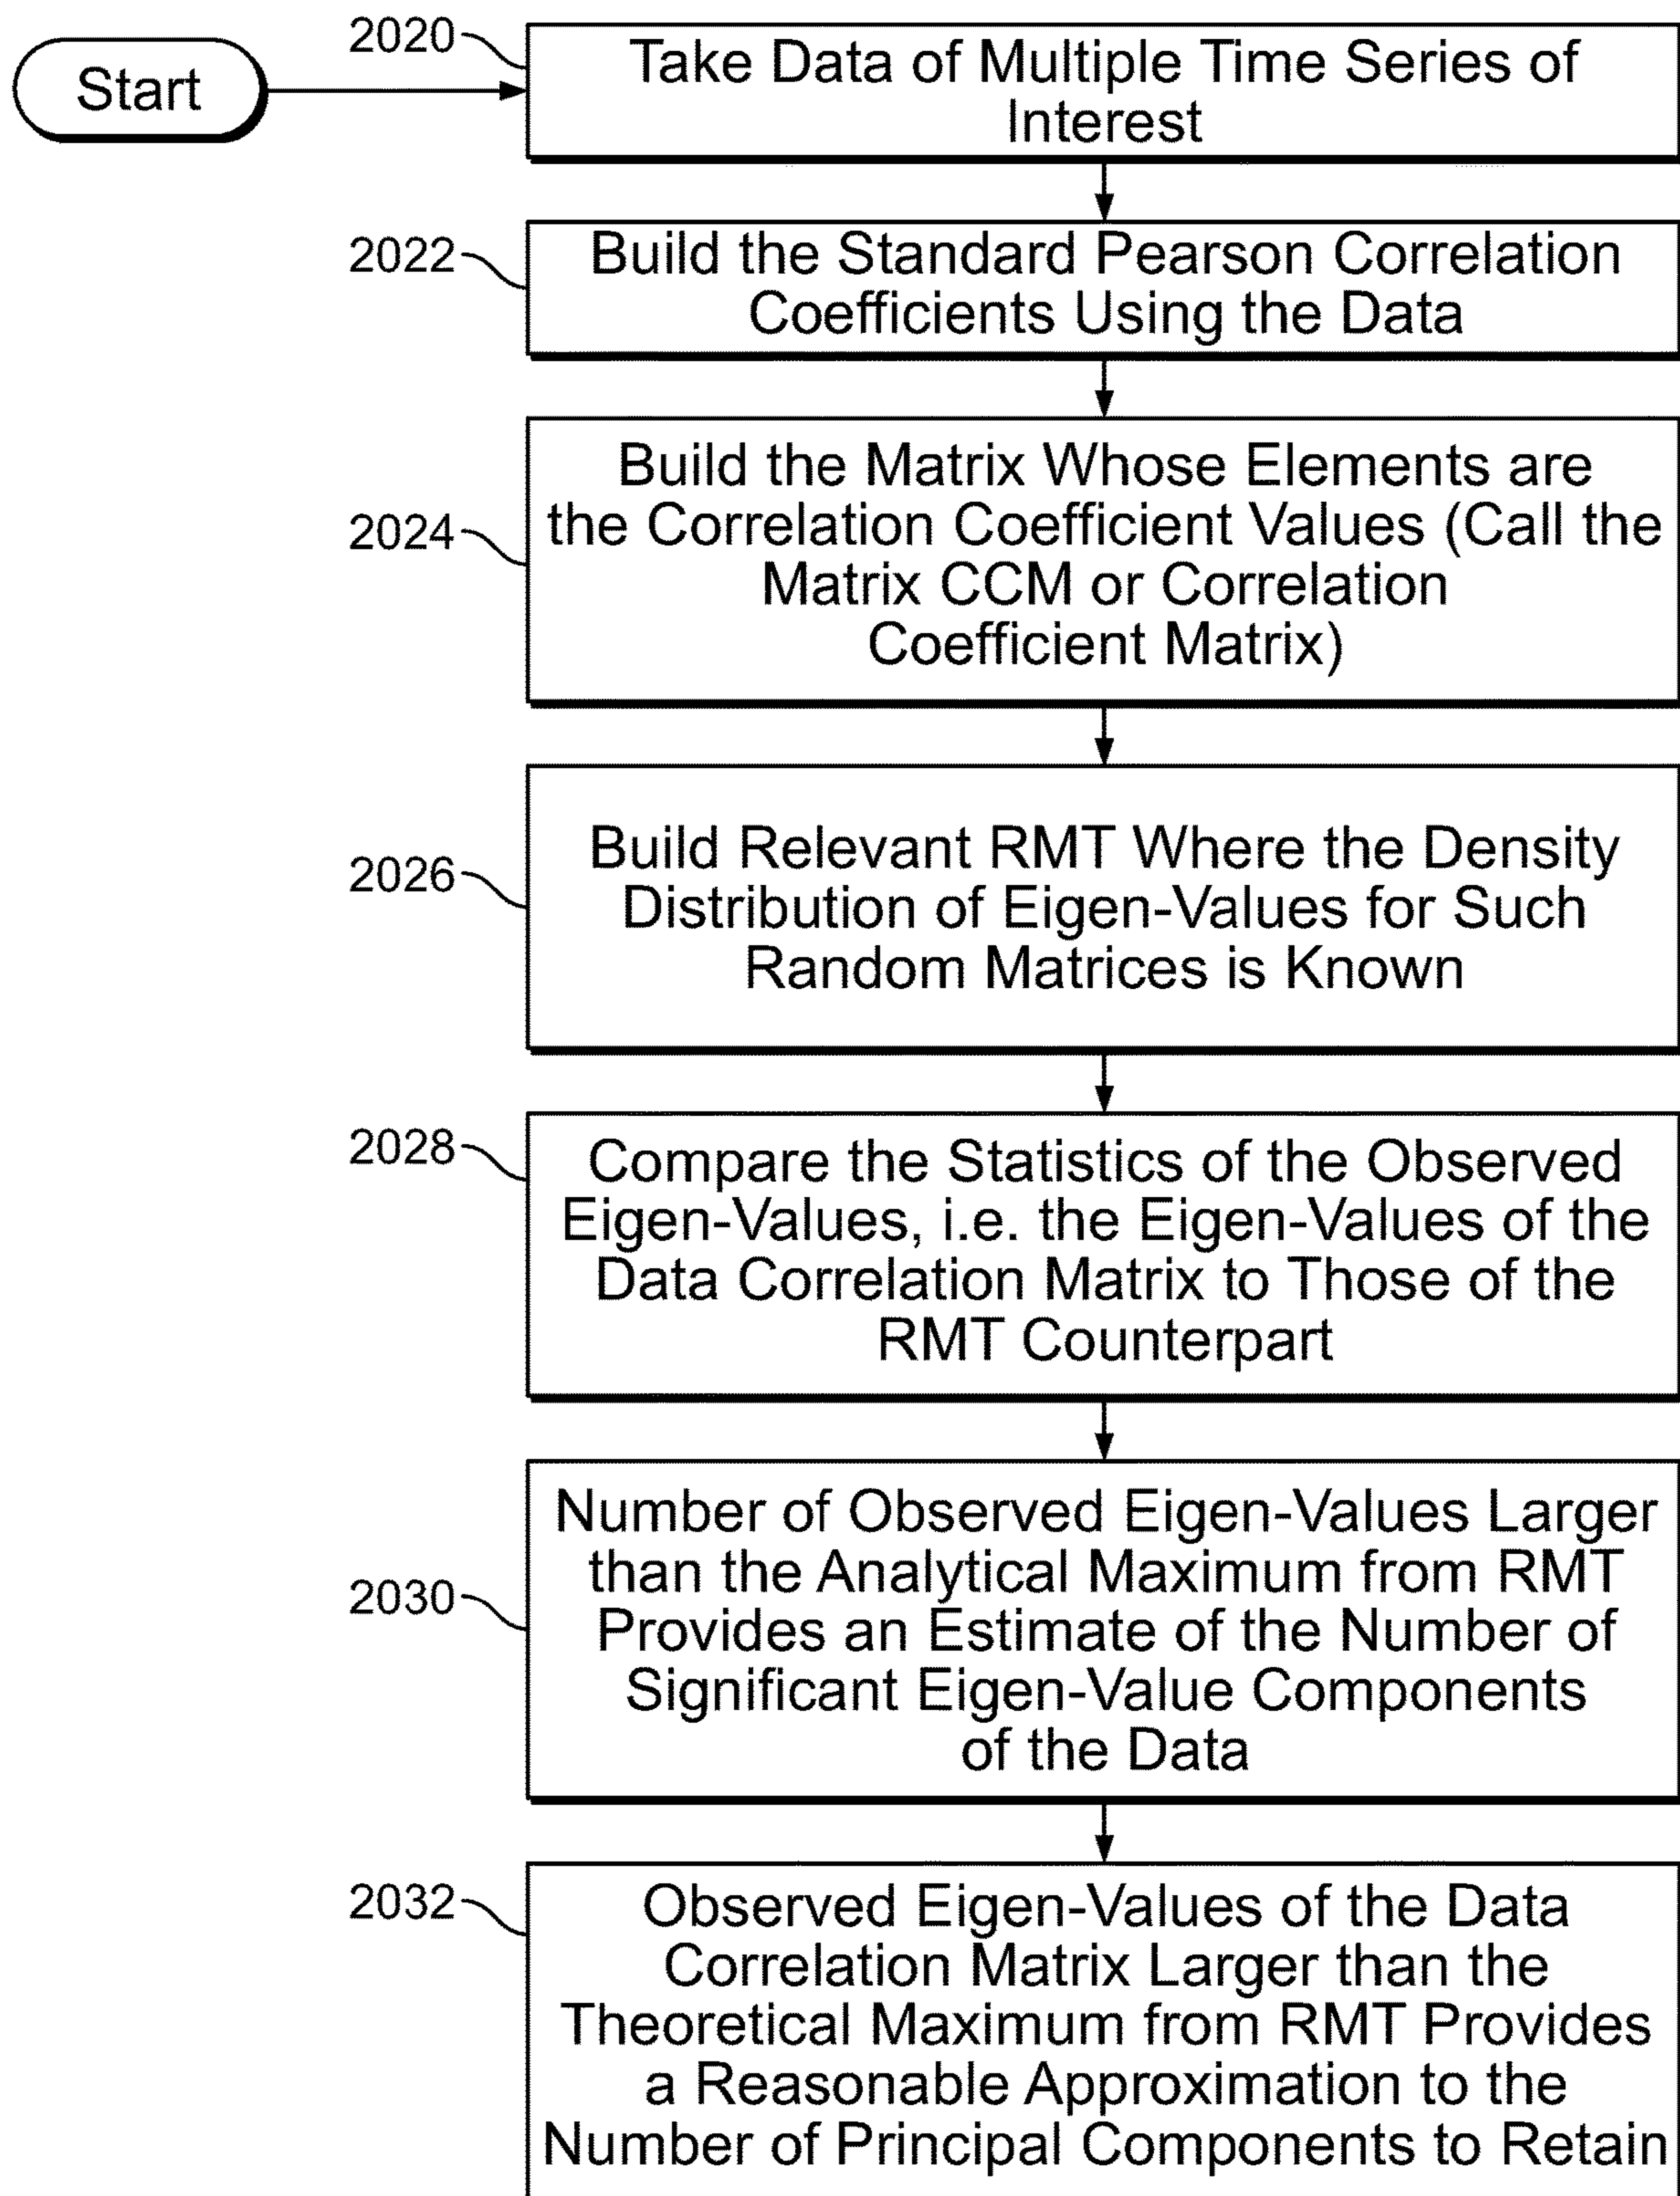 Start
2020
Take Data of Multiple Time Series of
Interest
2022
Build the Standard Pearson Correlation
Coefficients Using the Data
2024
Build the Matrix Whose Elements are
the Correlation Coefficient Values (Call the
Matrix CCM or Correlation
Coefficient Matrix)
2026
Build Relevant RMT Where the Density
Distribution of Eigen-Values for Such
Random Matrices is Known
2028
Compare the Statistics of the Observed
Eigen-Values, i.e. the Eigen-Values of the
Data Correlation Matrix to Those of the
RMT Counterpart
2030
Number of Observed Eigen-Values Larger
than the Analytical Maximum from RMT
Provides an Estimate of the Number of
Significant Eigen-Value Components
of the Data
2032
Observed Eigen-Values of the Data
Correlation Matrix Larger than the
Theoretical Maximum from RMT Provides
a Reasonable Approximation to the
Number of Principal Components to Retain